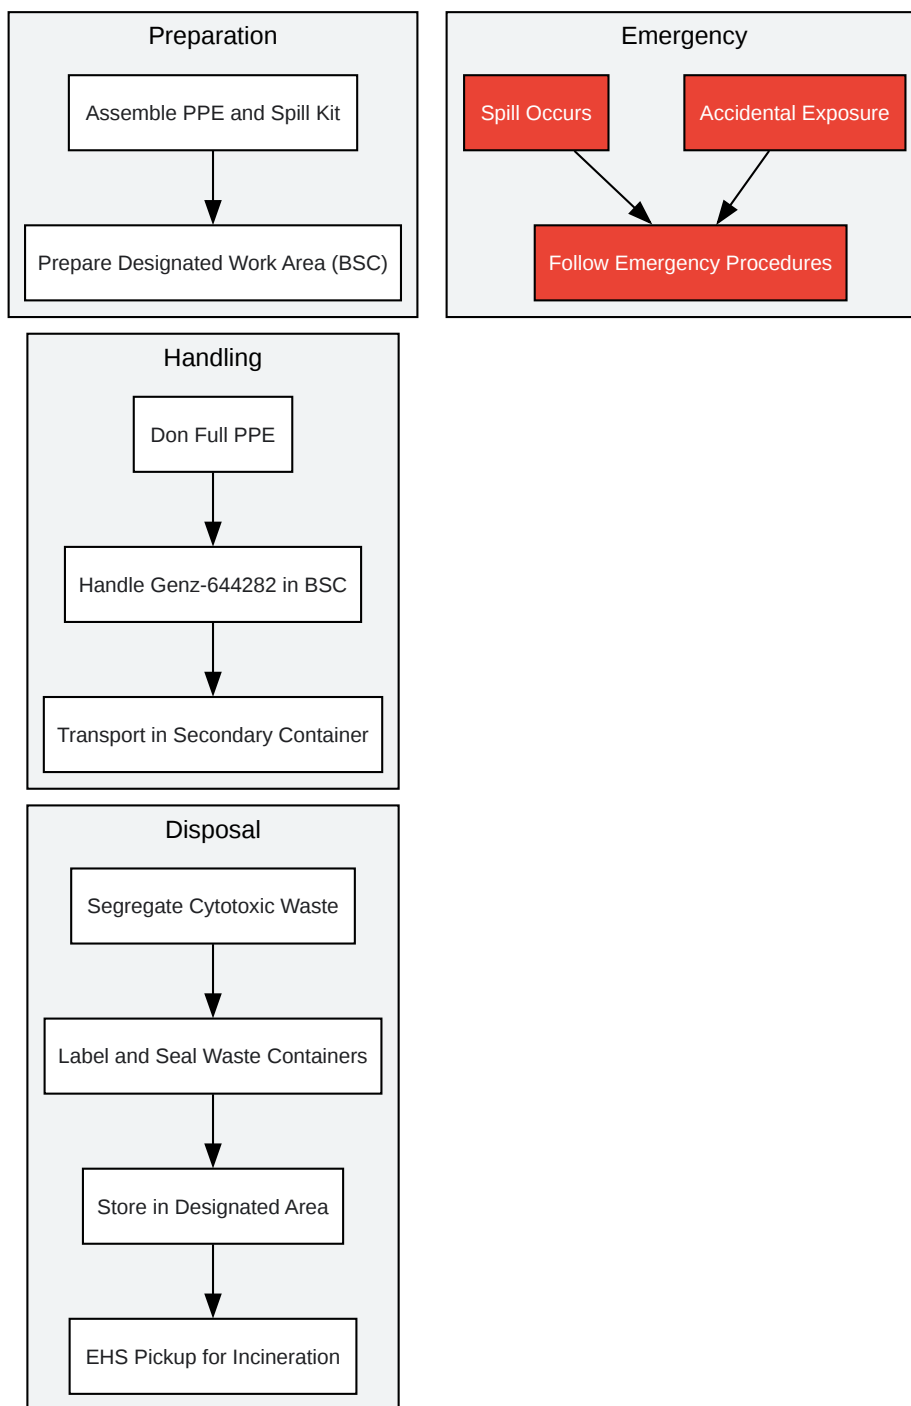 Preparation
Assemble PPE and Spill Kit
Prepare Designated Work Area (BSC)
Emergency
Spill Occurs
Accidental Exposure
Follow Emergency Procedures
Handling
Don Full PPE
Handle Genz-644282 in BSC
Transport in Secondary Container
Disposal
Segregate Cytotoxic Waste
Label and Seal Waste Containers
Store in Designated Area
EHS Pickup for Incineration